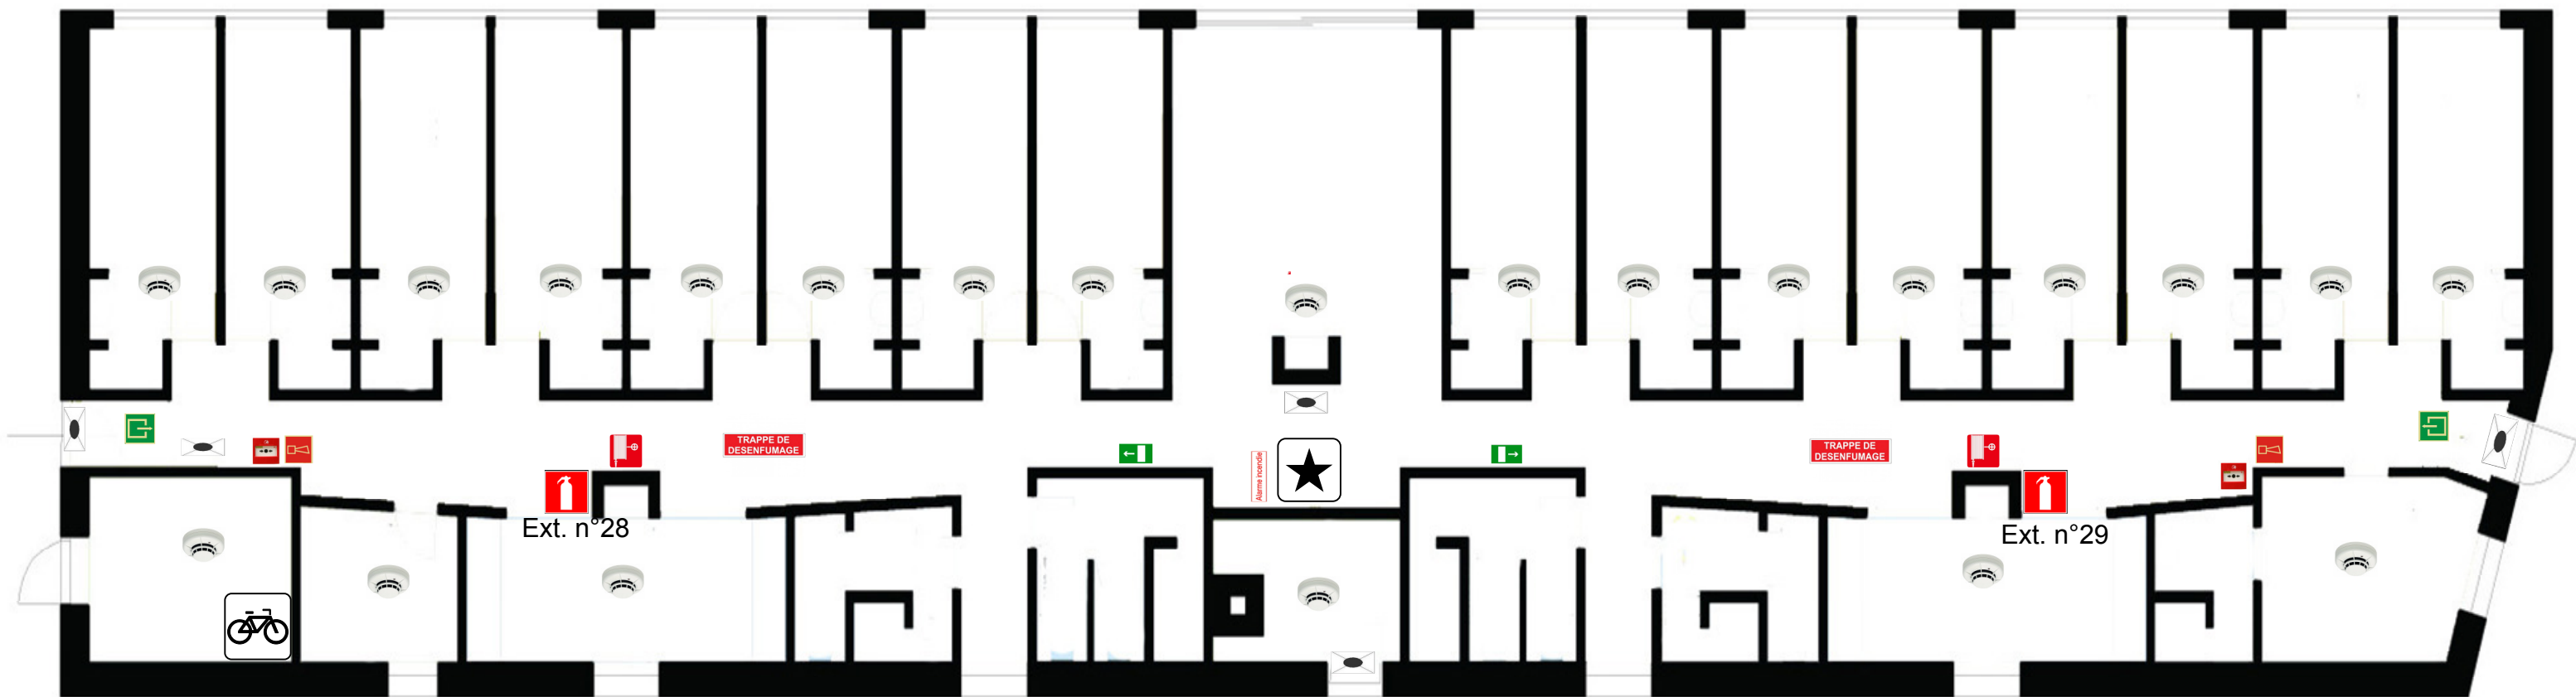 TRAPPE DE
DESENFUMAGE
Alarme incendie
TRAPPE DE
DESENFUMAGE
Ext. n°28
Ext. n°29